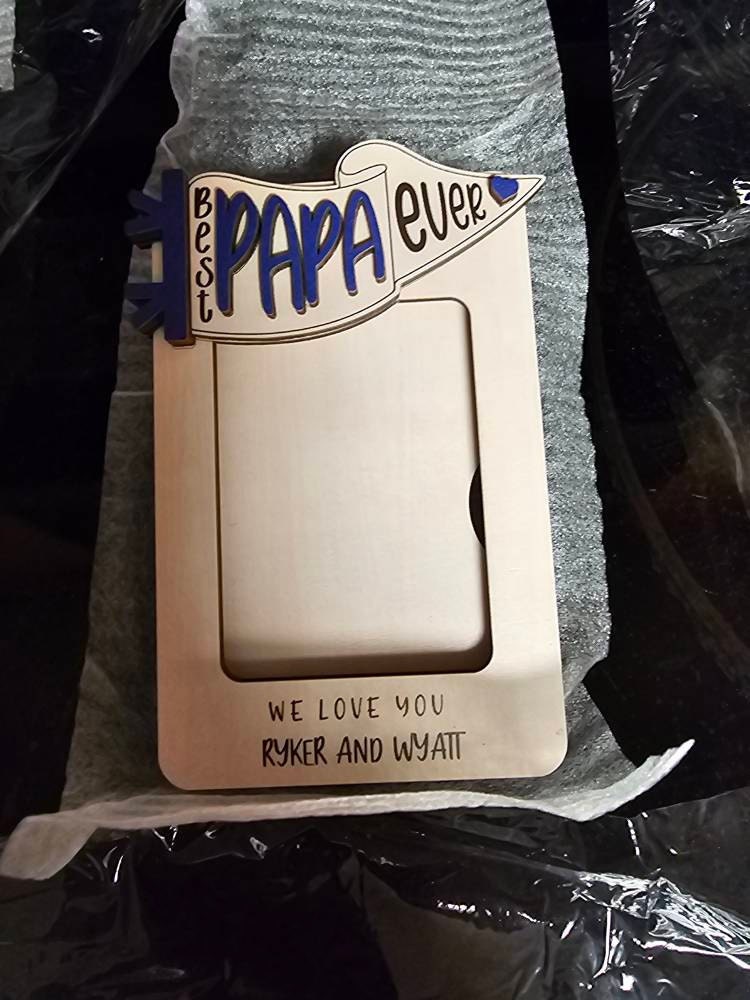 Best PAPA ever
WE LOVE YOU
RYKER AND WYATT